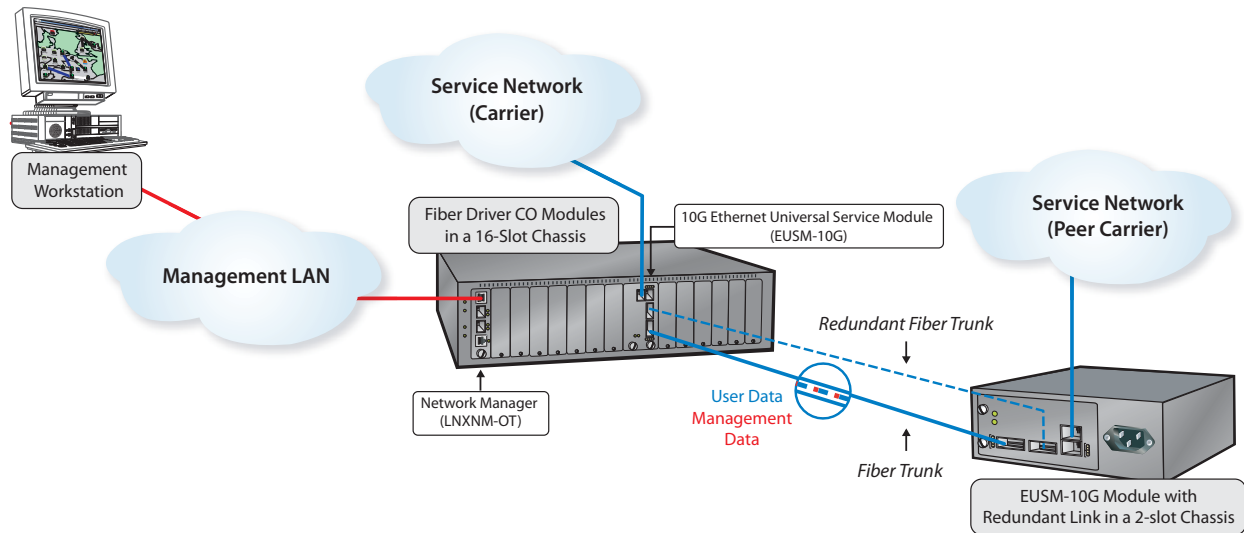 Service Network
(Carrier)
Management
Workstation
Fiber Driver CO Modules
in a 16-Slot Chassis
10G Ethernet Universal Service Module
(EUSM-10G)
Service Network
(Peer Carrier)
Management LAN
Redundant Fiber Trunk
Network Manager
(LNXNM-OT)
User Data
Management
Data
Fiber Trunk
EUSM-10G Module with
Redundant Link in a 2-slot Chassis